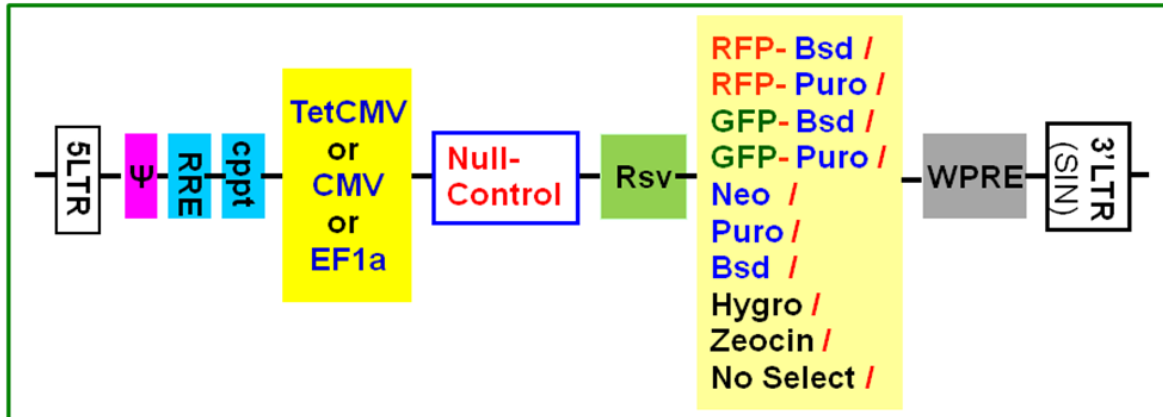 5LTR
Ψ
RRE
cppt
TetCMV
or
CMV
or
EF1a
Null-
Control
Rsv
RFP- Bsd /
RFP- Puro /
GFP- Bsd /
GFP- Puro /
Neo /
Puro /
Bsd /
Hygro /
Zeocin /
No Select /
WPRE
3'LTR
(SIN)